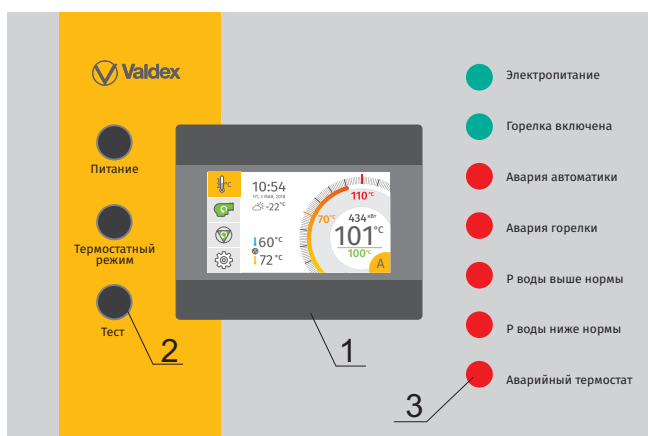 Valdex
Питание
Термостатный
режим
Тест
2
°C
10:54
-22°C
60°C
72°C
110°C
70°C
434 кВт
101°C
100°C
A
1
Электропитание
Горелка включена
Авария автоматики
Авария горелки
Р воды выше нормы
Р воды ниже нормы
Аварийный термостат
3